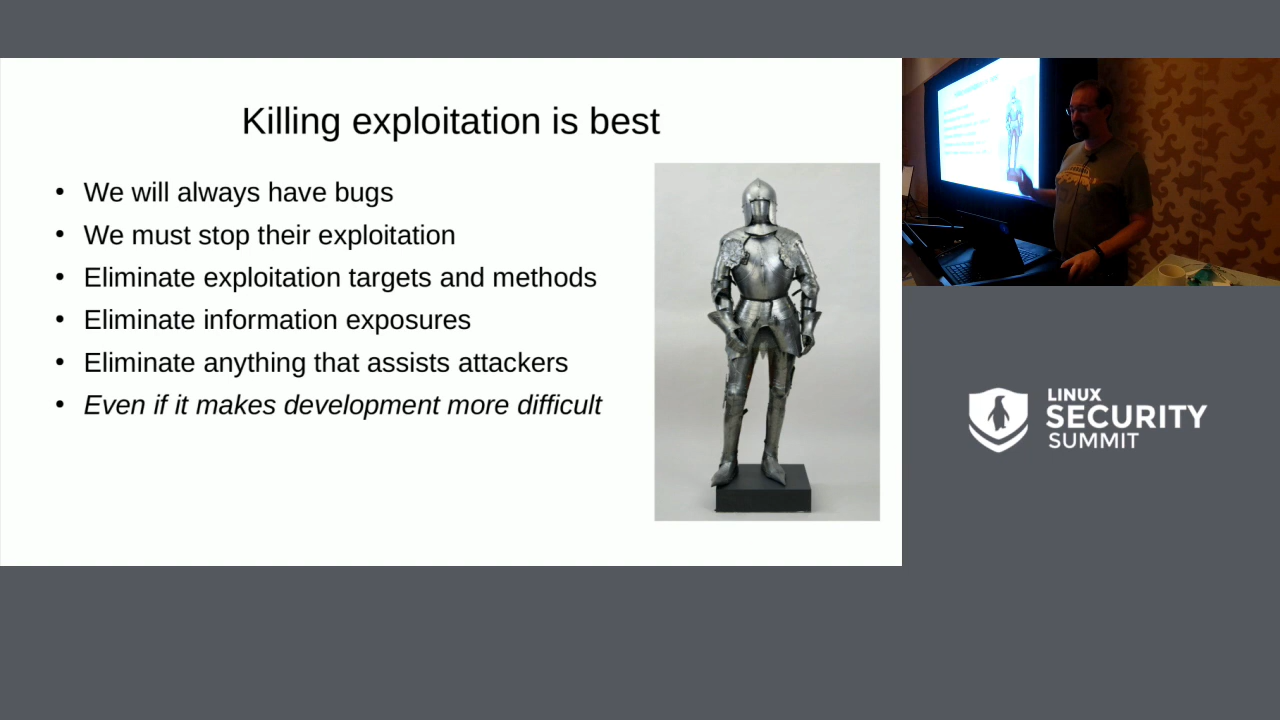 Killing exploitation is best
• We will always have bugs
• We must stop their exploitation
• Eliminate exploitation targets and methods
• Eliminate information exposures
• Eliminate anything that assists attackers
• Even if it makes development more difficult
LINUX
SECURITY
SUMMIT